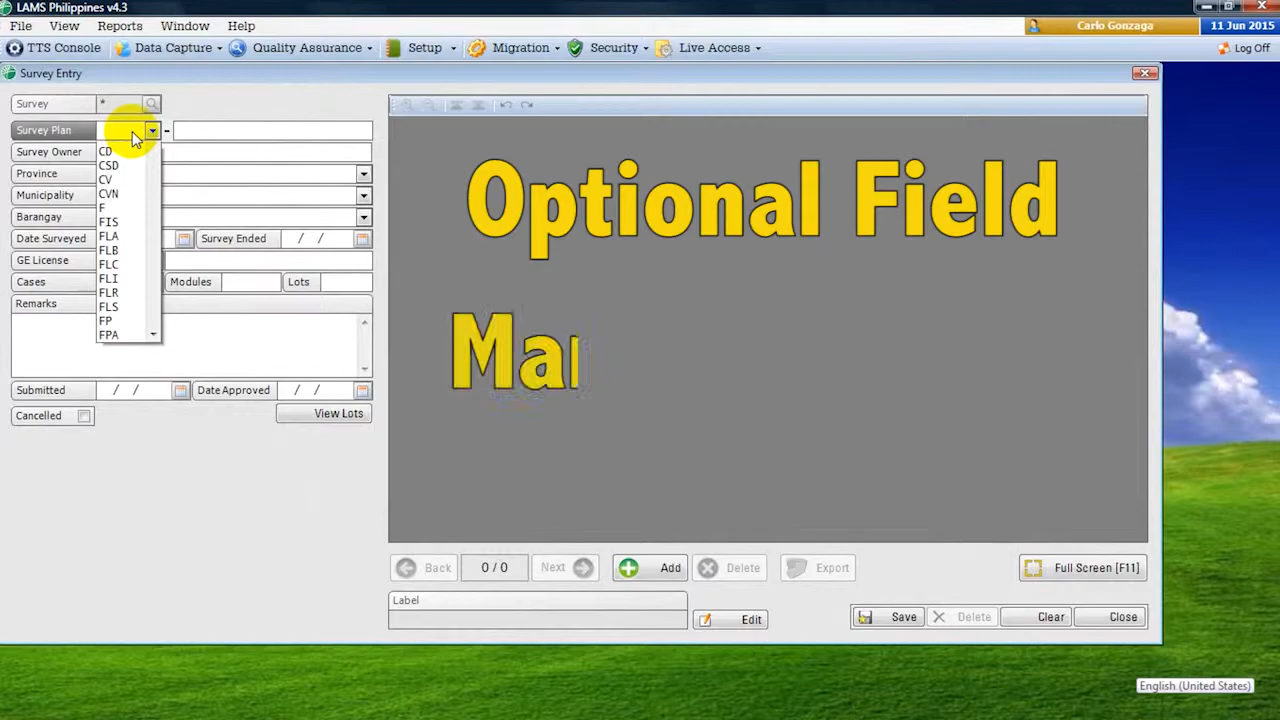 LAMS Philippines v4.3
File View Reports Window Help
Carlo Gonzaga 11 Jun 2015
TTS Console Data Capture Quality Assurance Setup Migration Security Live Access Log Off
Survey Entry
Survey *
Survey Plan -
Survey Owner
Province
Municipality
Barangay
Date Surveyed Survey Ended / /
GE License
Cases Modules Lots
Remarks
CD
CSD
CV
CVN
F
FIS
FLA
FLB
FLC
FLI
FLR
FLS
FP
FPA
Submitted / / Date Approved / /
Cancelled View Lots
Optional Field
Mar
Back 0 / 0 Next Add Delete Export Full Screen [F11]
Label
Edit Save Delete Clear Close
English (United States)